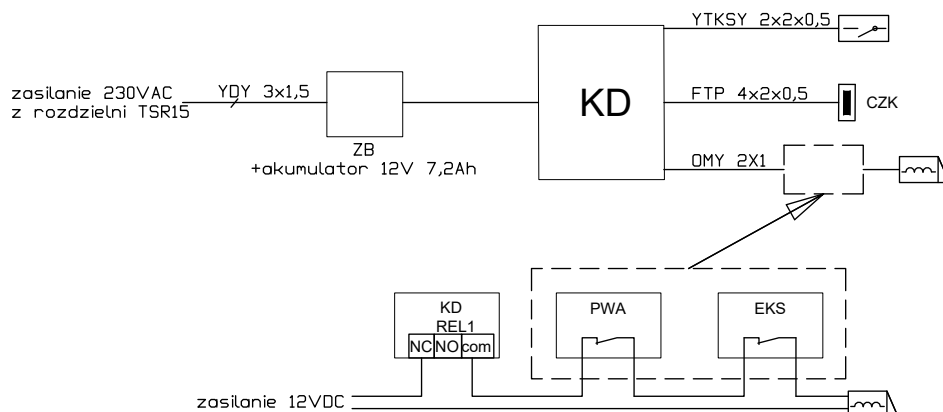 YTKSY 2x2x0,5
zasilanie 230VAC
z rozdzielni TSR15
YDY 3x1,5
KD
FTP 4x2x0,5
CZK
ZB
+akumulator 12V 7,2Ah
OMY 2X1
KD
REL1
NC NO com
PWA
EKS
zasilanie 12VDC